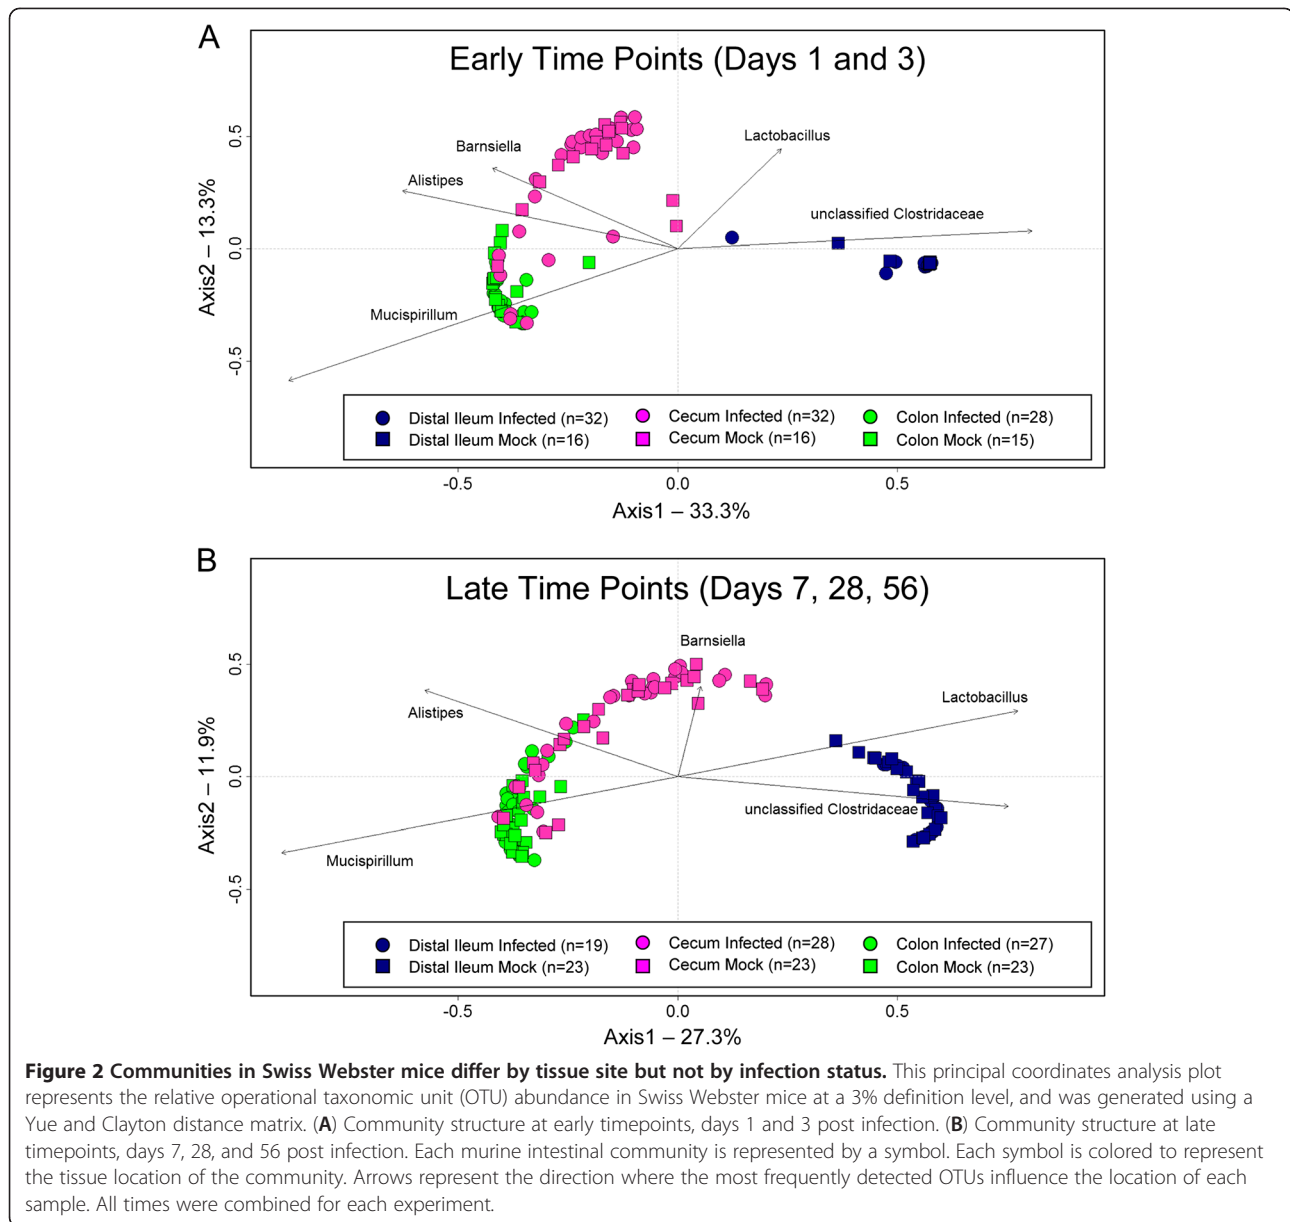 A
Early Time Points (Days 1 and 3)
0.5
0.0
-0.5
Axis2 – 13.3%
Barnsiella
Alistipes
Lactobacillus
unclassified Clostridaceae
Mucispirillum
Distal Ileum Infected (n=32)
Cecum Infected (n=32)
Colon Infected (n=28)
Distal Ileum Mock (n=16)
Cecum Mock (n=16)
Colon Mock (n=15)
-0.5
0.0
0.5
Axis1 – 33.3%
B
Late Time Points (Days 7, 28, 56)
0.5
0.0
-0.5
Axis2 – 11.9%
Barnsiella
Alistipes
Lactobacillus
unclassified Clostridaceae
Mucispirillum
Distal Ileum Infected (n=19)
Cecum Infected (n=28)
Colon Infected (n=27)
Distal Ileum Mock (n=23)
Cecum Mock (n=23)
Colon Mock (n=23)
-0.5
0.0
0.5
Axis1 – 27.3%
Figure 2 Communities in Swiss Webster mice differ by tissue site but not by infection status. This principal coordinates analysis plot
represents the relative operational taxonomic unit (OTU) abundance in Swiss Webster mice at a 3% definition level, and was generated using a
Yue and Clayton distance matrix. (A) Community structure at early timepoints, days 1 and 3 post infection. (B) Community structure at late
timepoints, days 7, 28, and 56 post infection. Each murine intestinal community is represented by a symbol. Each symbol is colored to represent
the tissue location of the community. Arrows represent the direction where the most frequently detected OTUs influence the location of each
sample. All times were combined for each experiment.